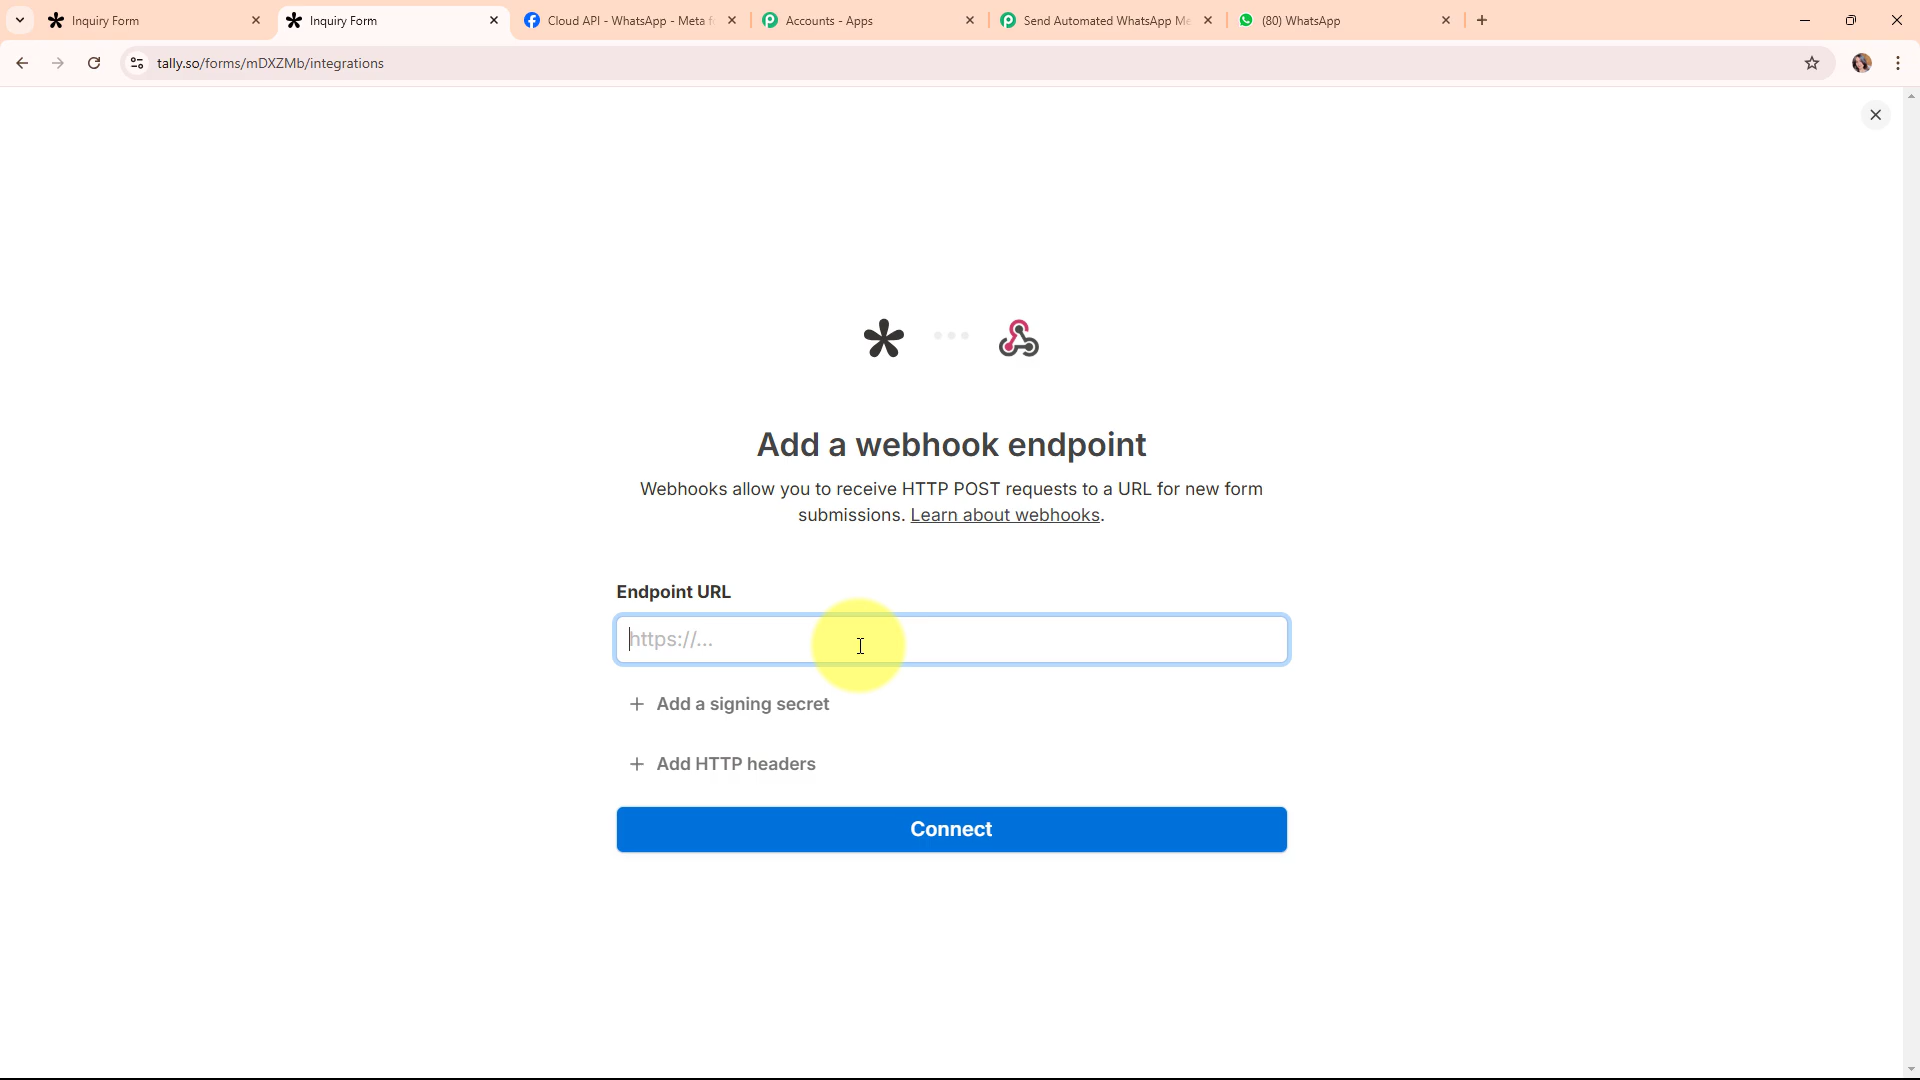 Inquiry Form
Inquiry Form
Cloud API - WhatsApp - Meta f
Accounts - Apps
Send Automated WhatsApp Me
(80) WhatsApp
tally.so/forms/mDXZMb/integrations
Add a webhook endpoint
Webhooks allow you to receive HTTP POST requests to a URL for new form
submissions. Learn about webhooks.
Endpoint URL
https://...
+ Add a signing secret
+ Add HTTP headers
Connect